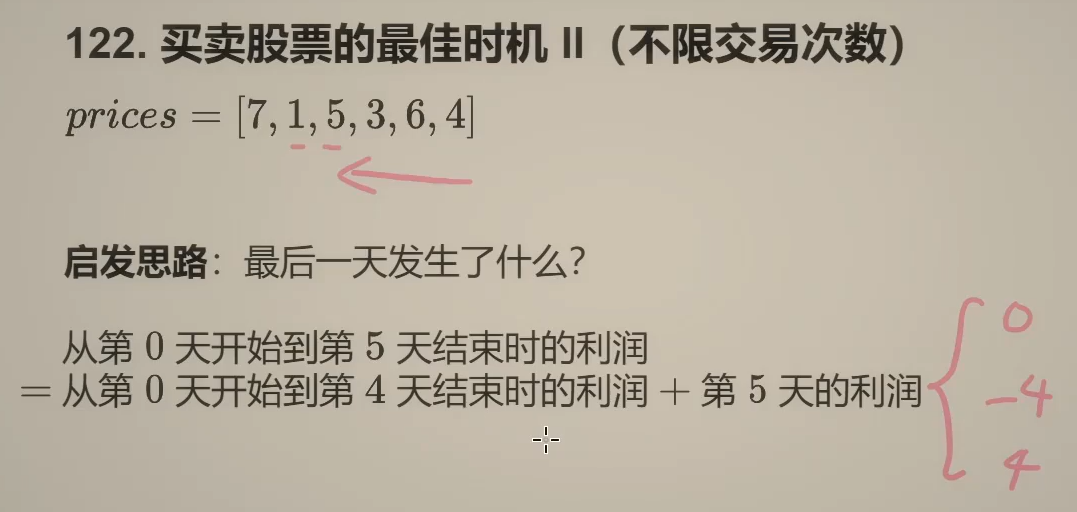 122. 买卖股票的最佳时机 II（不限交易次数）
prices = [7, 1, 5, 3, 6, 4]
启发思路：最后一天发生了什么？
从第 0 天开始到第 5 天结束时的利润
= 从第 0 天开始到第 4 天结束时的利润 + 第 5 天的利润
0
-4
4